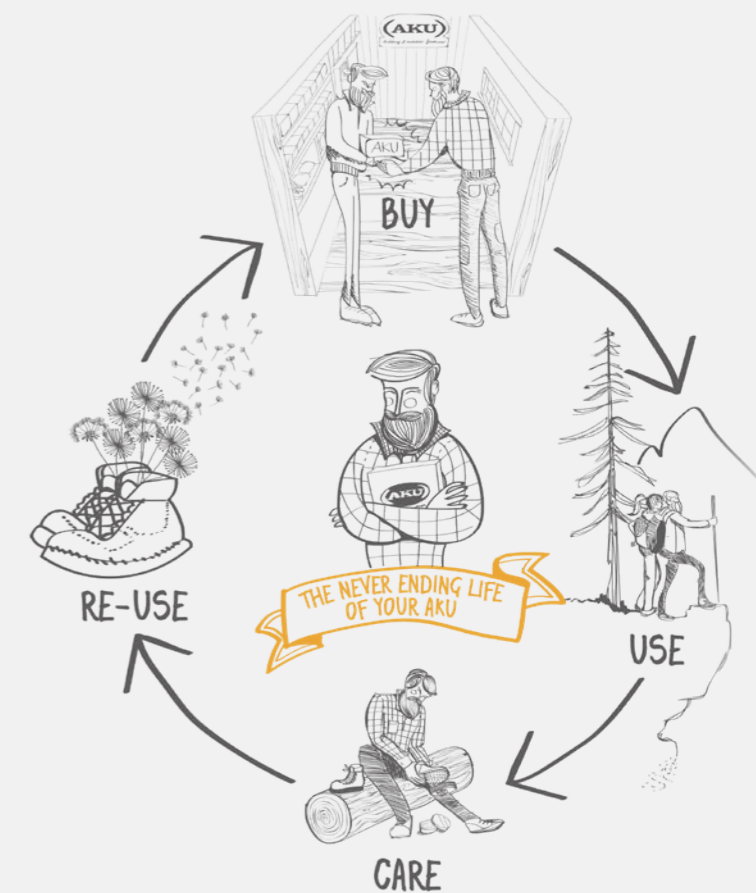 AKU
AKU
BUY
AKU
THE NEVER ENDING LIFE
OF YOUR AKU
RE-USE
USE
CARE